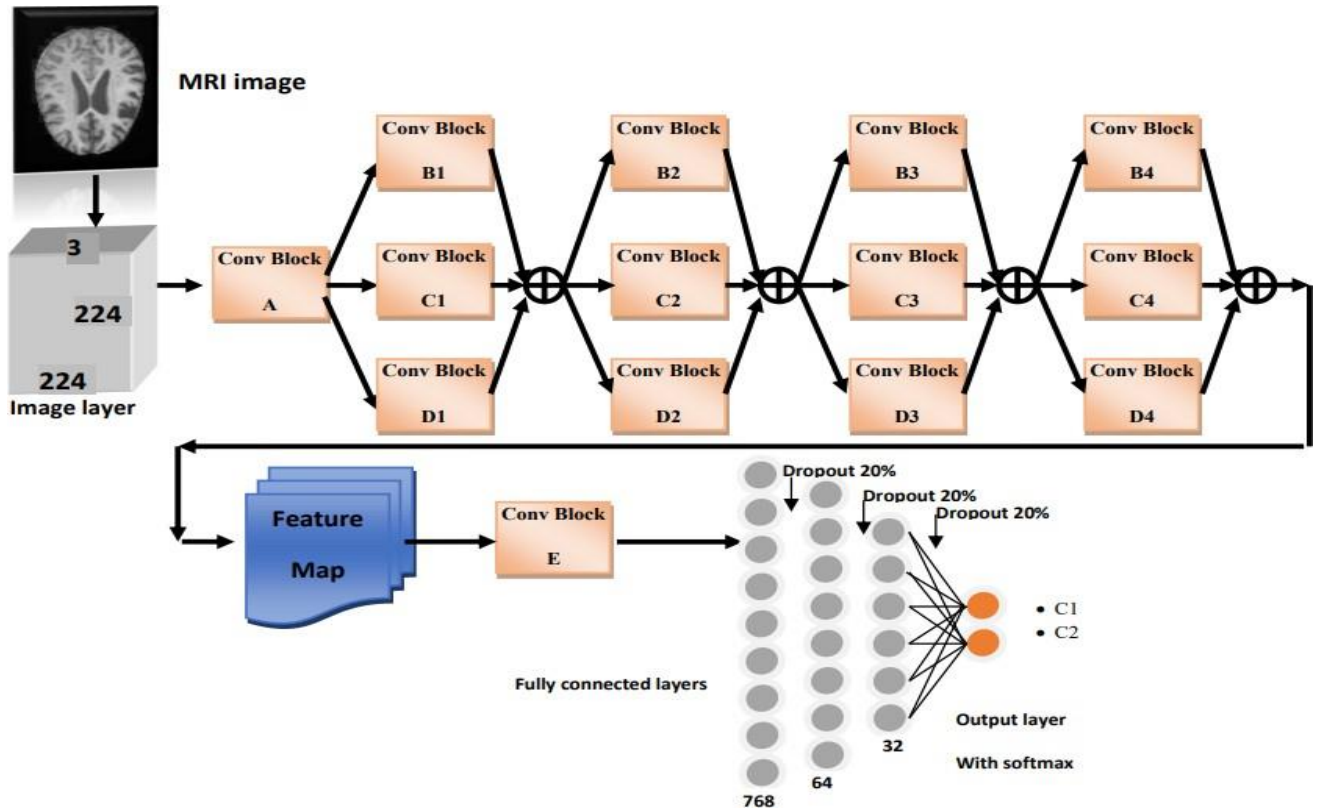 MRI image
3
224
224
Image layer
Conv Block
A
Conv Block
B1
Conv Block
C1
Conv Block
D1
Conv Block
B2
Conv Block
C2
Conv Block
D2
Conv Block
B3
Conv Block
C3
Conv Block
D3
Conv Block
B4
Conv Block
C4
Conv Block
D4
Feature
Map
Conv Block
E
Fully connected layers
Dropout 20%
Dropout 20%
Dropout 20%
768
64
32
• C1
• C2
Output layer
With softmax